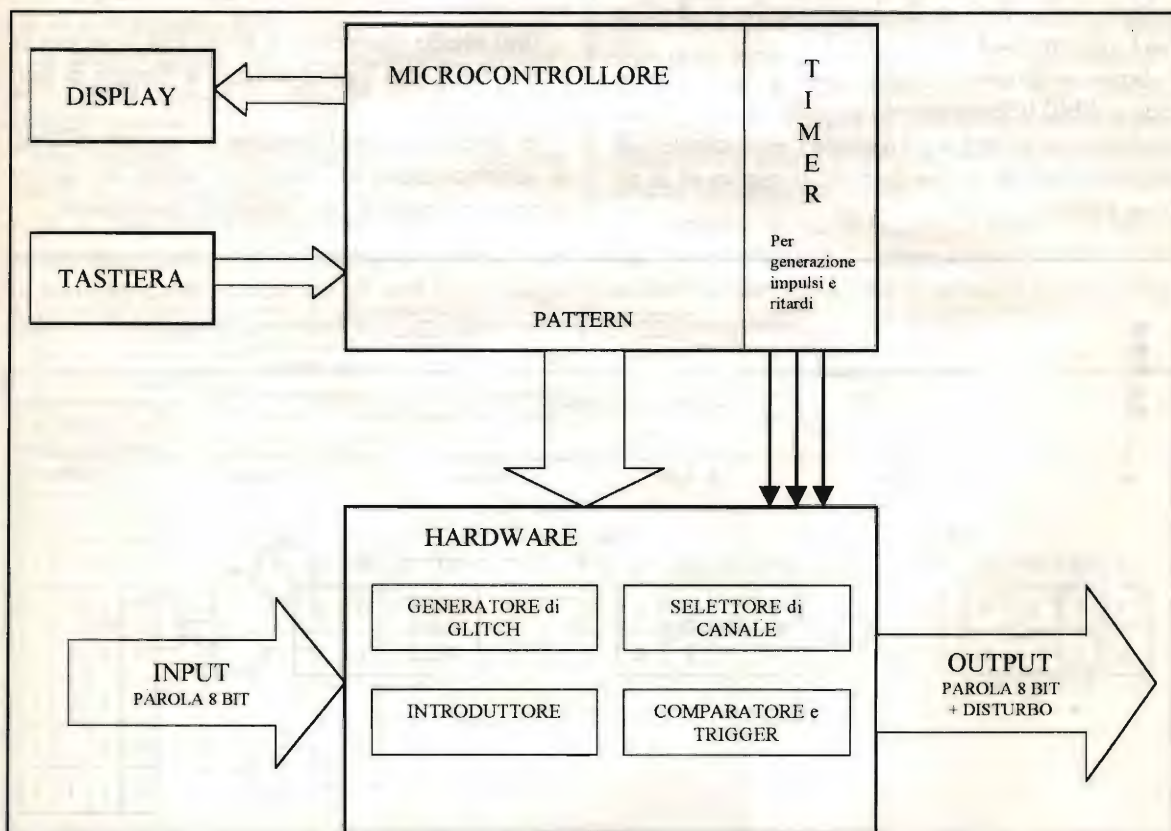 DISPLAY
MICROCONTROLLORE
T
I
M
E
R
TASTIERA
Per
generazione
impulsi e
ritardi
PATTERN
HARDWARE
GENERATORE di
GLITCH
SELETTORE di
CANALE
INPUT
PAROLA 8 BIT
OUTPUT
PAROLA 8 BIT
+ DISTURBO
INTRODUTTORE
COMPARATORE e
TRIGGER